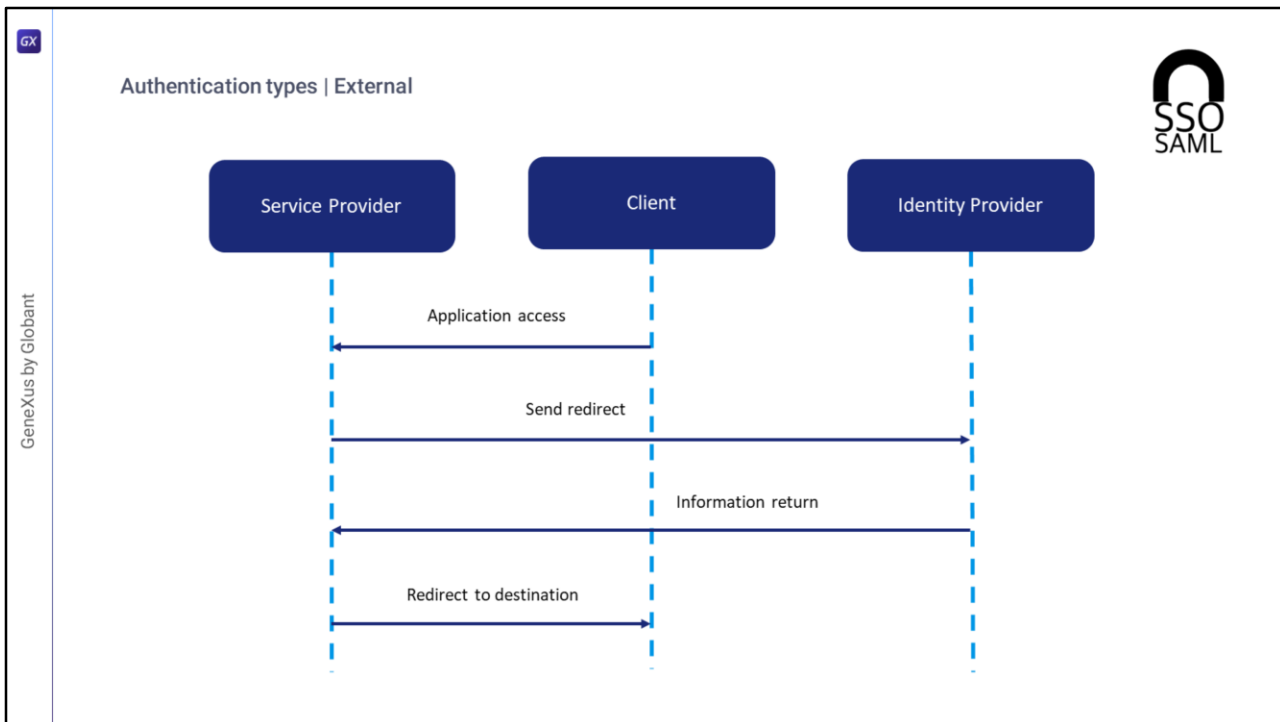 GX
Authentication types | External
SSO
SAML
Service Provider
Client
Identity Provider
Application access
Send redirect
Information return
Redirect to destination
GeneXus by Globant